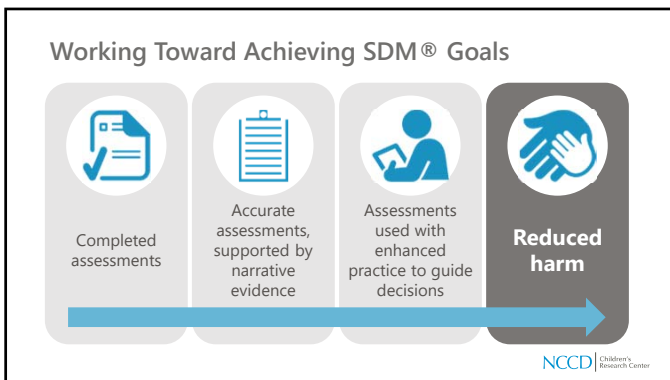 Working Toward Achieving SDM® Goals
Completed
assessments
Accurate
assessments,
supported by
narrative
evidence
Assessments
used with
enhanced
practice to guide
decisions
Reduced
harm
NCCD | Children's
Research Center